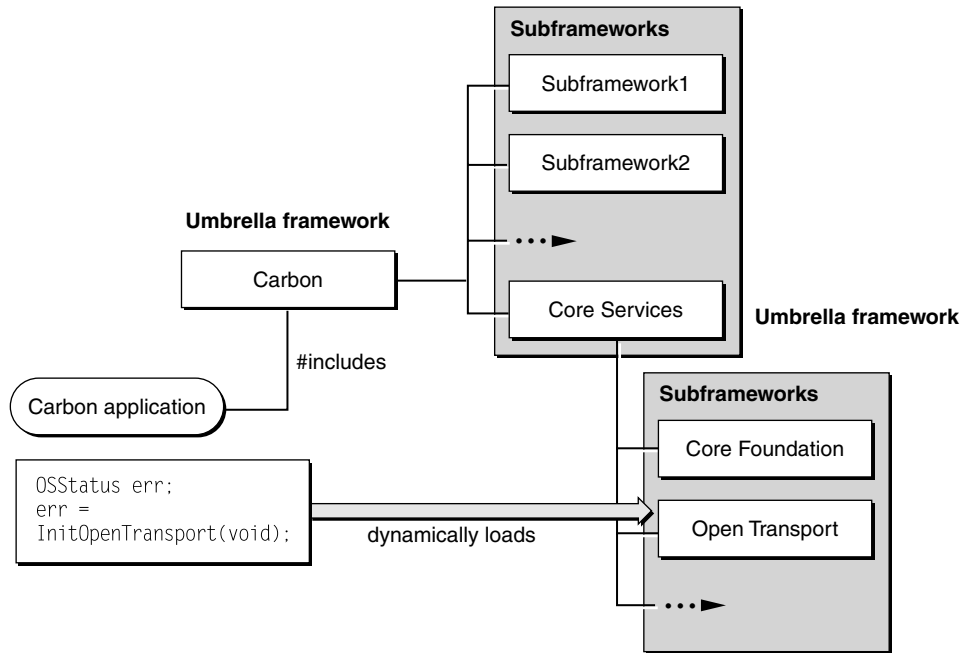 Subframeworks
Subframework1
Subframework2
Umbrella framework
Carbon
Core Services
Umbrella framework
#includes
Carbon application
Subframeworks
Core Foundation
OSStatus err;
err =
InitOpenTransport(void);
dynamically loads
Open Transport